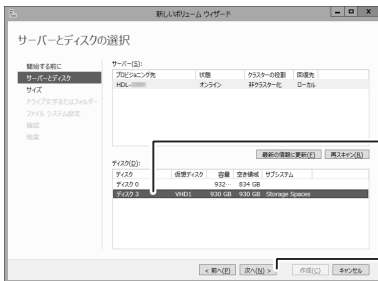 新しいボリューム ウィザード
サーバーとディスクの選択
開始する前に
サーバーとディスク
サイズ
ドライブ文字またはフォルダー
ファイル システム設定
確認
結果
サーバー(S):
プロビジョニング先 状態 クラスターの役割 回復先
HDL- オンライン 非クラスター化 ローカル
最新の情報に更新(E) 再スキャン(R)
ディスク(D):
ディスク 仮想ディスク 容量 空き領域 サブシステム
ディスク 0 932… 834 GB
ディスク 3 VHD1 930 GB 930 GB Storage Spaces
< 前へ(P) 次へ(N) > 作成(C) キャンセル